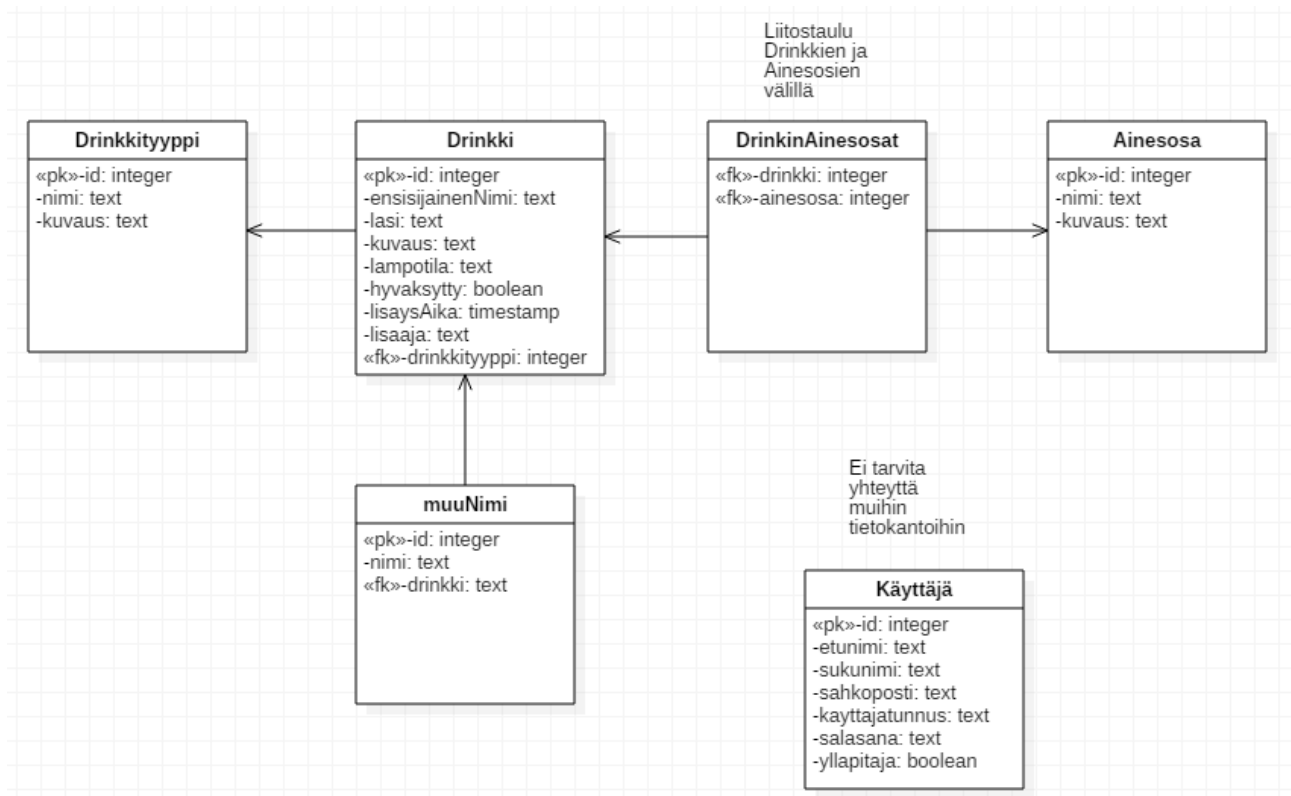 Liitostaulu
Drinkkien ja
Ainesosien
välillä
Drinkkityyppi
«pk»-id: integer
-nimi: text
-kuvaus: text
Drinkki
«pk»-id: integer
-ensisijainenNimi: text
-lasi: text
-kuvaus: text
-lampotila: text
-hyvaksytty: boolean
-lisaysAika: timestamp
-lisaaja: text
«fk»-drinkkityyppi: integer
DrinkinAinesosat
«fk»-drinkki: integer
«fk»-ainesosa: integer
Ainesosa
«pk»-id: integer
-nimi: text
-kuvaus: text
muuNimi
«pk»-id: integer
-nimi: text
«fk»-drinkki: text
Ei tarvita
yhteyttä
muihin
tietokantoihin
Käyttäjä
«pk»-id: integer
-etunimi: text
-sukunimi: text
-sahkoposti: text
-kayttajatunnus: text
-salasana: text
-yllapitaja: boolean